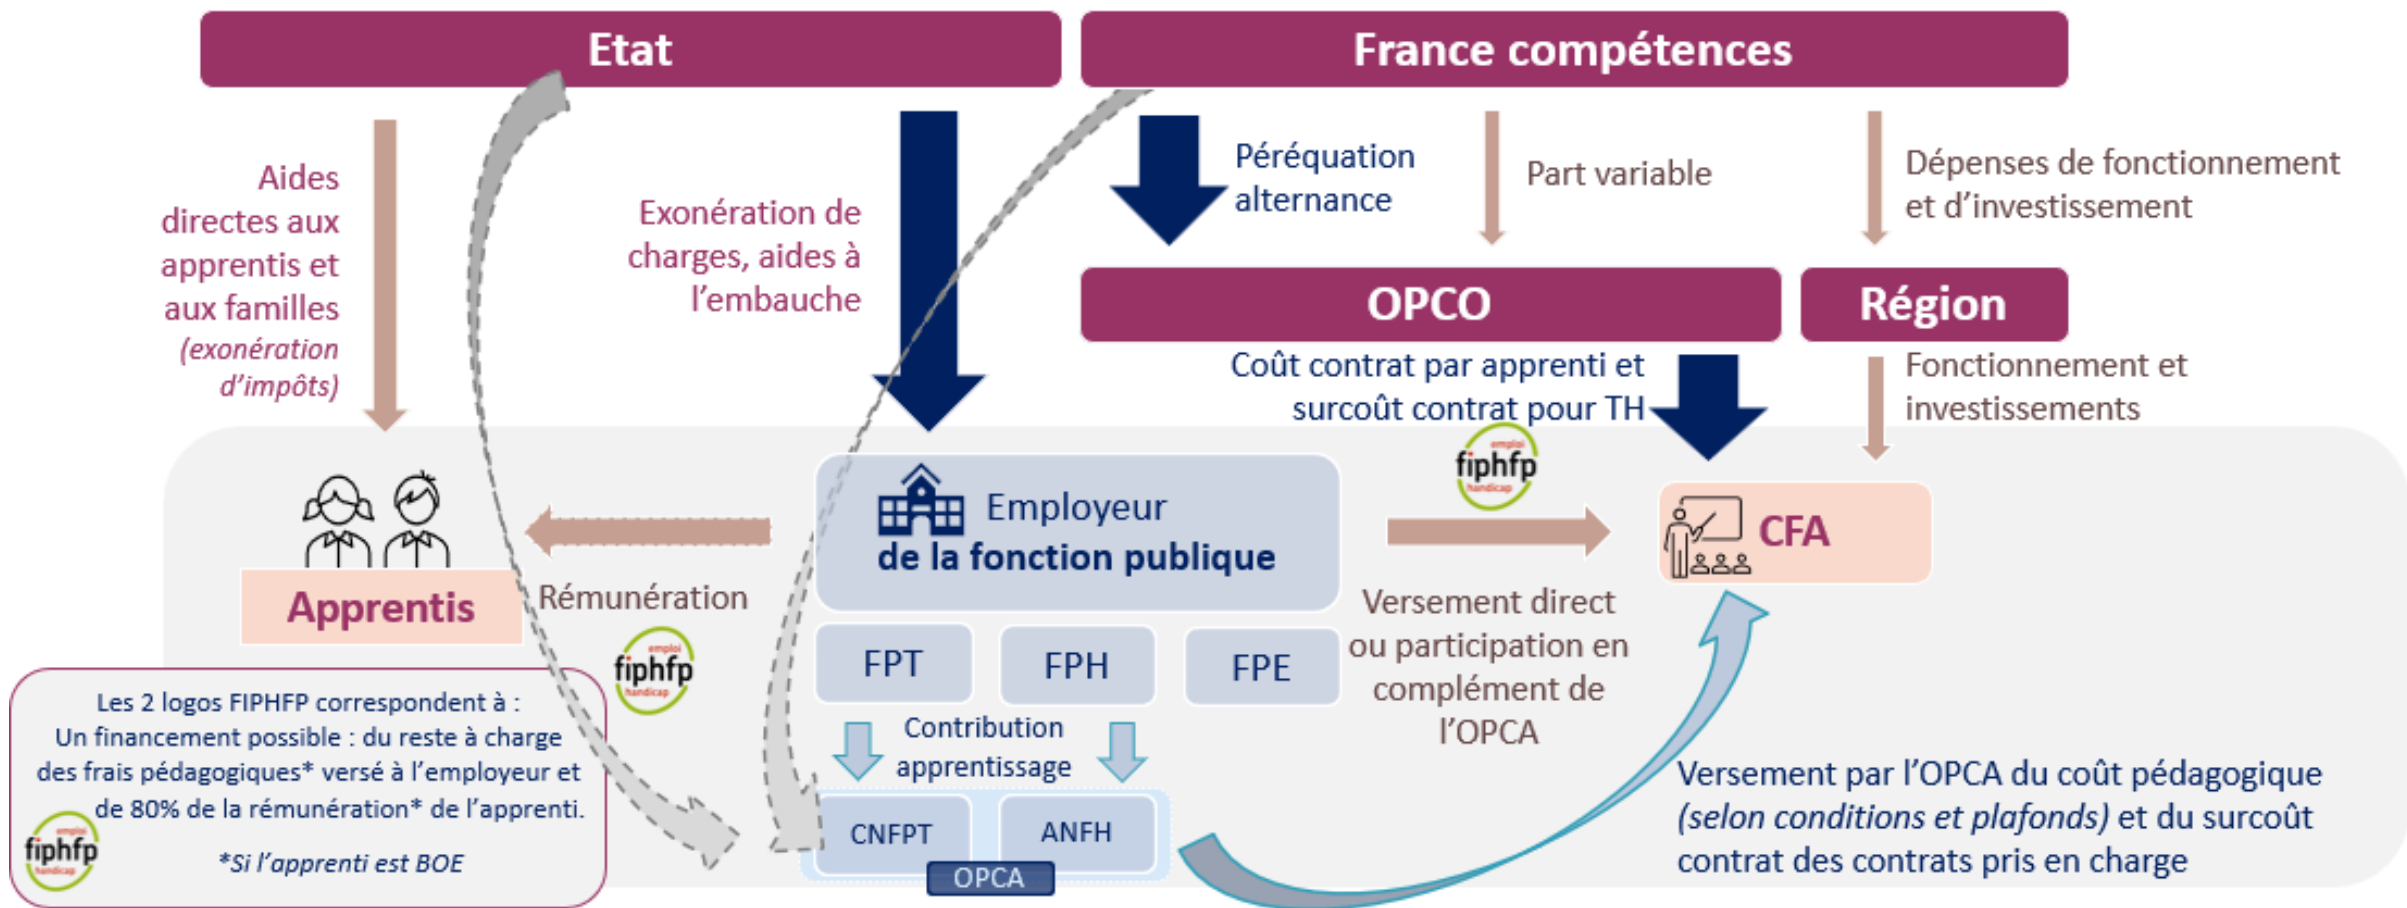 Etat
France compétences
Aides
directes aux
apprentis et
aux familles
(exonération
d'impôts)
Exonération de
charges, aides à
l'embauche
Péréquation
alternance
Part variable
Dépenses de fonctionnement
et d'investissement
OPCO
Région
Coût contrat par apprenti et
surcoût contrat pour TH
Fonctionnement et
investissements
emploi
fiphfp
handicap
Employeur
de la fonction publique
CFA
Apprentis
Rémunération
emploi
fiphfp
handicap
FPT
FPH
FPE
Versement direct
ou participation en
complément de
l'OPCA
Contribution
apprentissage
CNFPT
ANFH
OPCA
Versement par l'OPCA du coût pédagogique
(selon conditions et plafonds) et du surcoût
contrat des contrats pris en charge
Les 2 logos FIPHFP correspondent à :
Un financement possible : du reste à charge
des frais pédagogiques* versé à l'employeur et
de 80% de la rémunération* de l'apprenti.
emploi
fiphfp
handicap
*Si l'apprenti est BOE